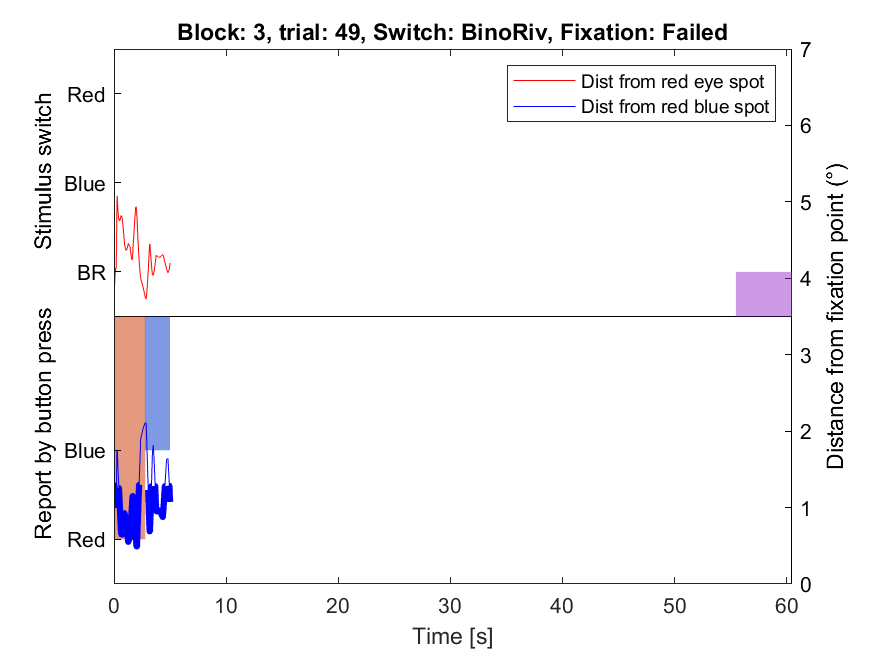 Block: 3, trial: 49, Switch: BinoRiv, Fixation: Failed
Dist from red eye spot
Dist from red blue spot
Stimulus switch
Red
Blue
BR
Report by button press
Blue
Red
0
10
20
30
40
50
60
Time [s]
7
6
5
4
3
2
1
0
Distance from fixation point (°)